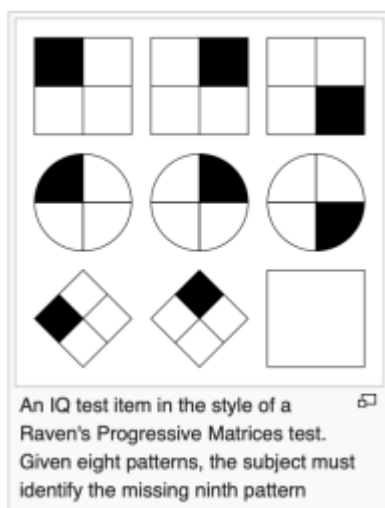 An IQ test item in the style of a
Raven's Progressive Matrices test.
Given eight patterns, the subject must
identify the missing ninth pattern